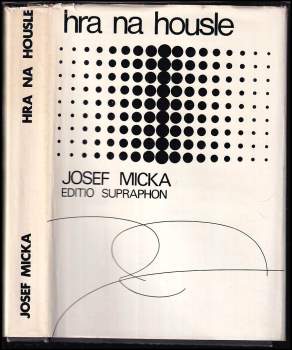 hra na housle
JOSEF MICKA
EDITIO SUPRAPHON
HRA NA HOUSLE
JOSEF MICKA